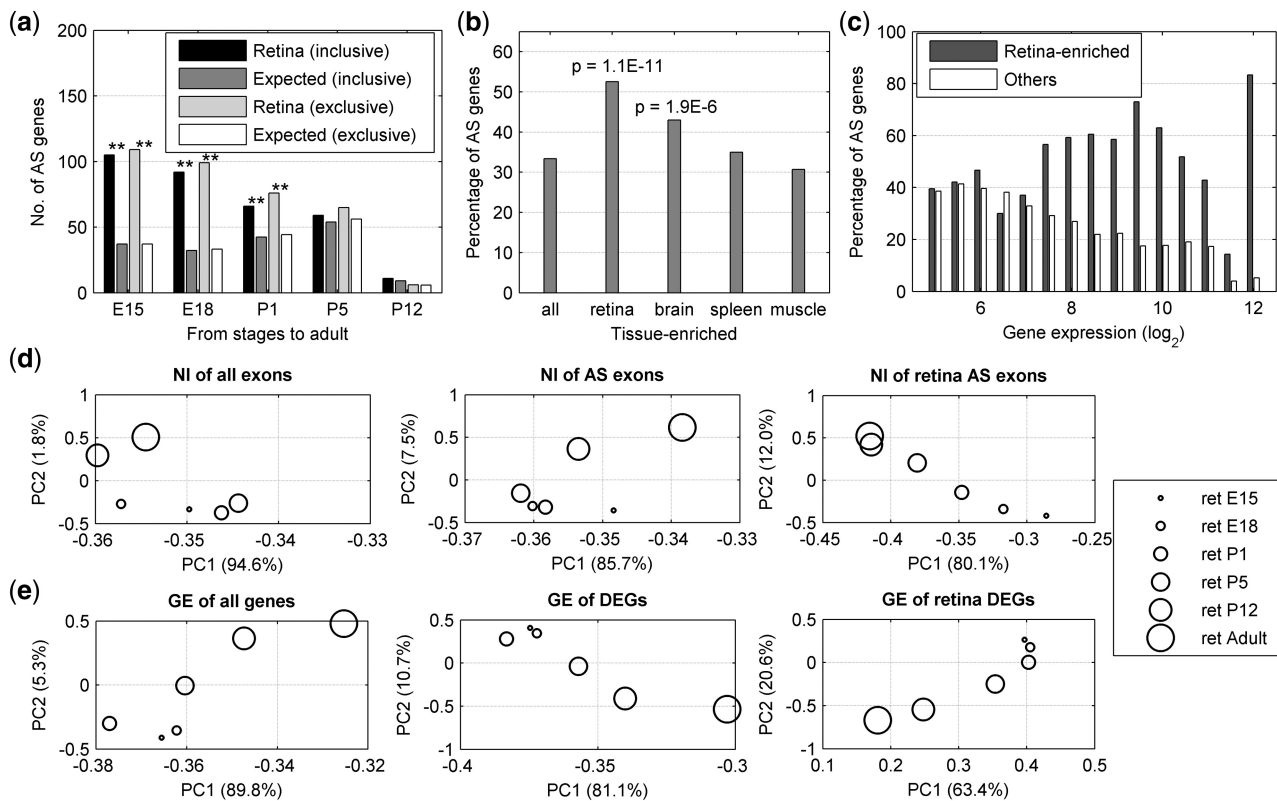 (a)
200
150
100
50
0
No. of AS genes
Retina (inclusive)
Expected (inclusive)
Retina (exclusive)
Expected (exclusive)
** **
** **
** **
E15 E18 P1 P5 P12
From stages to adult
(b)
60
50
40
30
20
10
0
Percentage of AS genes
p = 1.1E-11
p = 1.9E-6
all retina brain spleen muscle
Tissue-enriched
(c)
100
80
60
40
20
0
Percentage of AS genes
Retina-enriched
Others
6 8 10 12
Gene expression (log2)
(d)
NI of all exons
1
0.5
0
-0.5
PC2 (1.8%)
-0.36 -0.35 -0.34 -0.33
PC1 (94.6%)
NI of AS exons
1
0.5
0
-0.5
PC2 (7.5%)
-0.37 -0.36 -0.35 -0.34 -0.33
PC1 (85.7%)
NI of retina AS exons
1
0.5
0
-0.5
PC2 (12.0%)
-0.45 -0.4 -0.35 -0.3 -0.25
PC1 (80.1%)
ret E15
ret E18
ret P1
ret P5
ret P12
ret Adult
(e)
GE of all genes
0.5
0
-0.5
PC2 (5.3%)
-0.38 -0.36 -0.34 -0.32
PC1 (89.8%)
GE of DEGs
0.5
0
-0.5
-1
PC2 (10.7%)
-0.4 -0.35 -0.3
PC1 (81.1%)
GE of retina DEGs
0.5
0
-0.5
-1
PC2 (20.6%)
0.1 0.2 0.3 0.4 0.5
PC1 (63.4%)